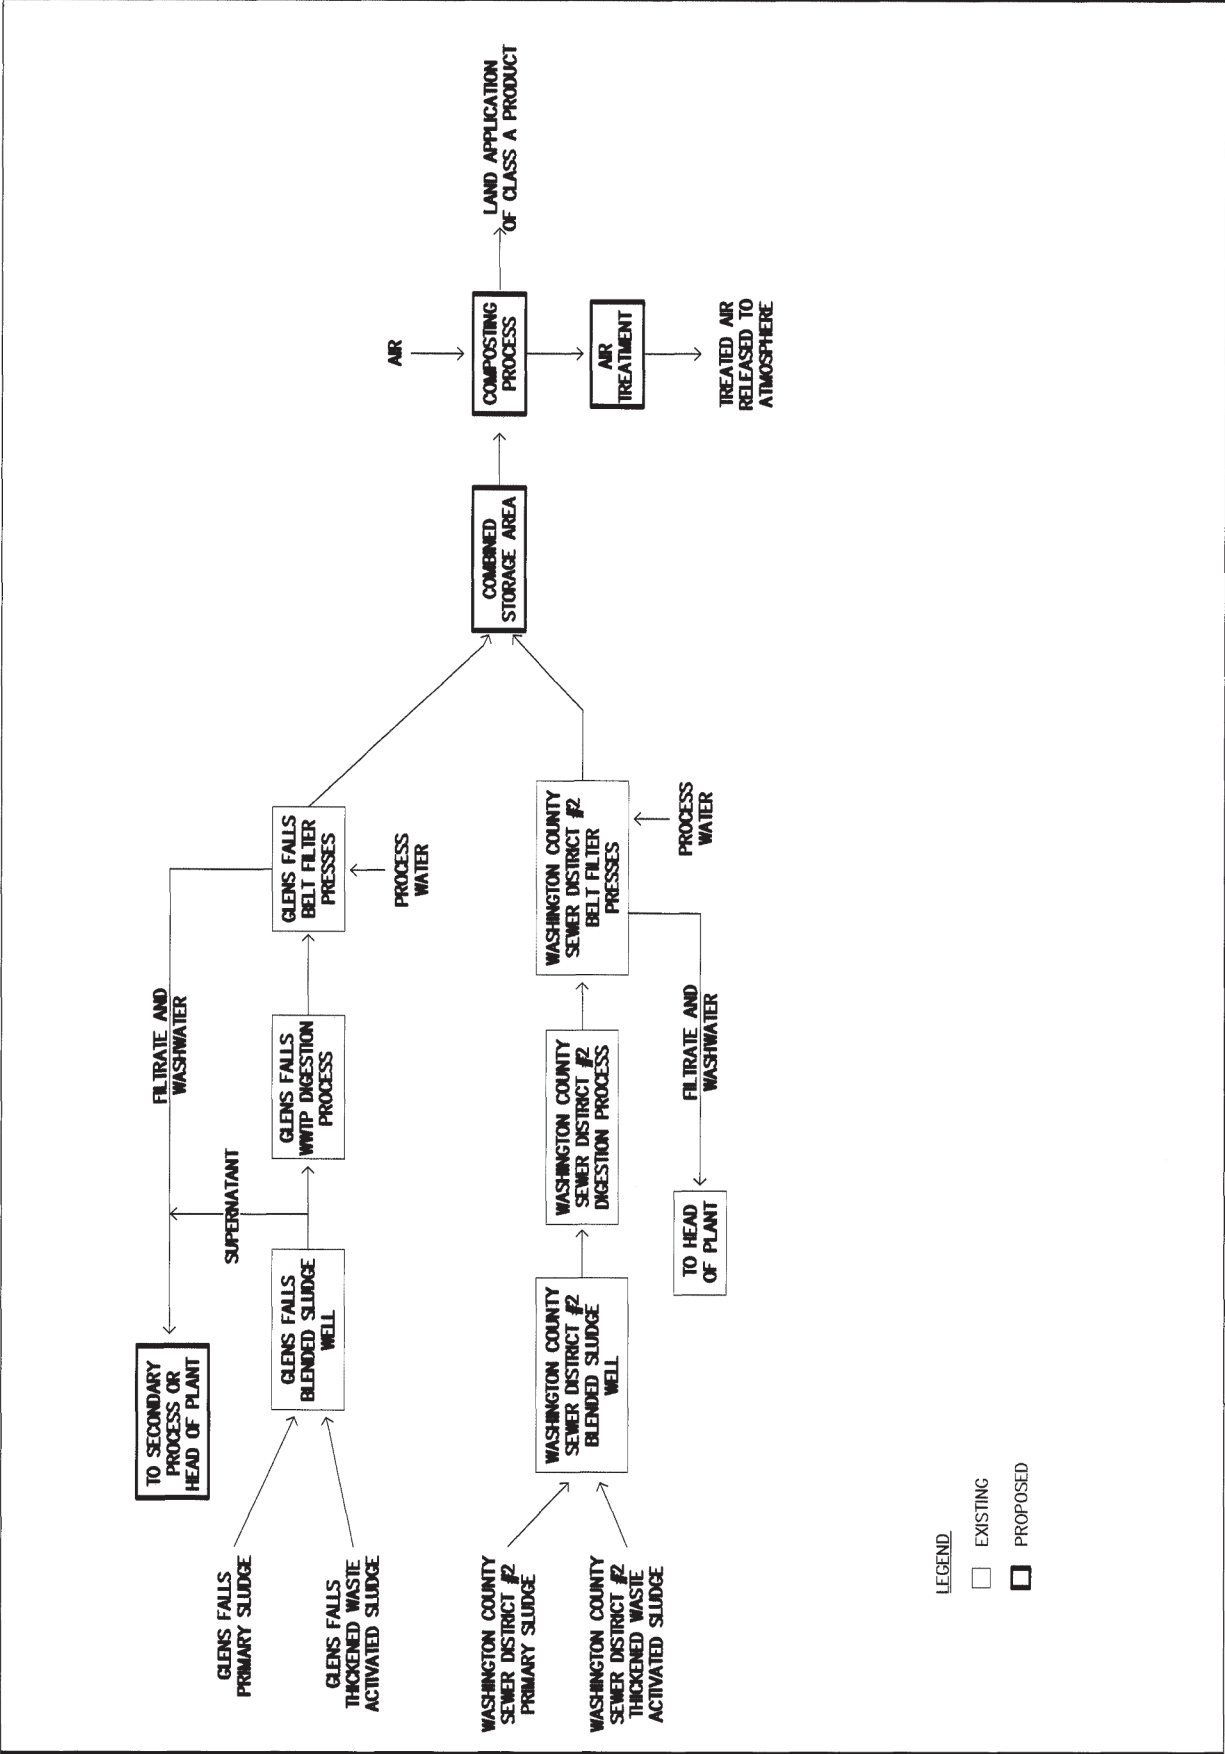 GLENS FALLS
PRIMARY SLUDGE
GLENS FALLS
THICKENED WASTE
ACTIVATED SLUDGE
TO SECONDARY
PROCESS OR
HEAD OF PLANT
GLENS FALLS
BLENDED SLUDGE
WELL
SUPERNATANT
FILTRATE AND
WASHWATER
GLENS FALLS
WWTP DIGESTION
PROCESS
GLENS FALLS
BELT FILTER
PRESSES
PROCESS
WATER
WASHINGTON COUNTY
SEWER DISTRICT #2
PRIMARY SLUDGE
WASHINGTON COUNTY
SEWER DISTRICT #2
THICKENED WASTE
ACTIVATED SLUDGE
WASHINGTON COUNTY
SEWER DISTRICT #2
BLENDED SLUDGE
WELL
WASHINGTON COUNTY
SEWER DISTRICT #2
DIGESTION PROCESS
WASHINGTON COUNTY
SEWER DISTRICT #2
BELT FILTER
PRESSES
PROCESS
WATER
FILTRATE AND
WASHWATER
TO HEAD
OF PLANT
COMBINED
STORAGE AREA
AIR
COMPOSTING
PROCESS
LAND APPLICATION
OF CLASS A PRODUCT
AIR
TREATMENT
TREATED AIR
RELEASED TO
ATMOSPHERE
LEGEND
EXISTING
PROPOSED